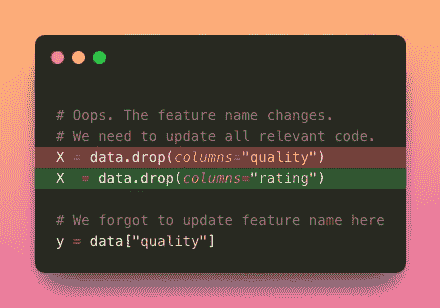 # Oops. The feature name changes.
# We need to update all relevant code.
X = data.drop(columns="quality")
X  = data.drop(columns="rating")
# We forgot to update feature name here
y = data["quality"]